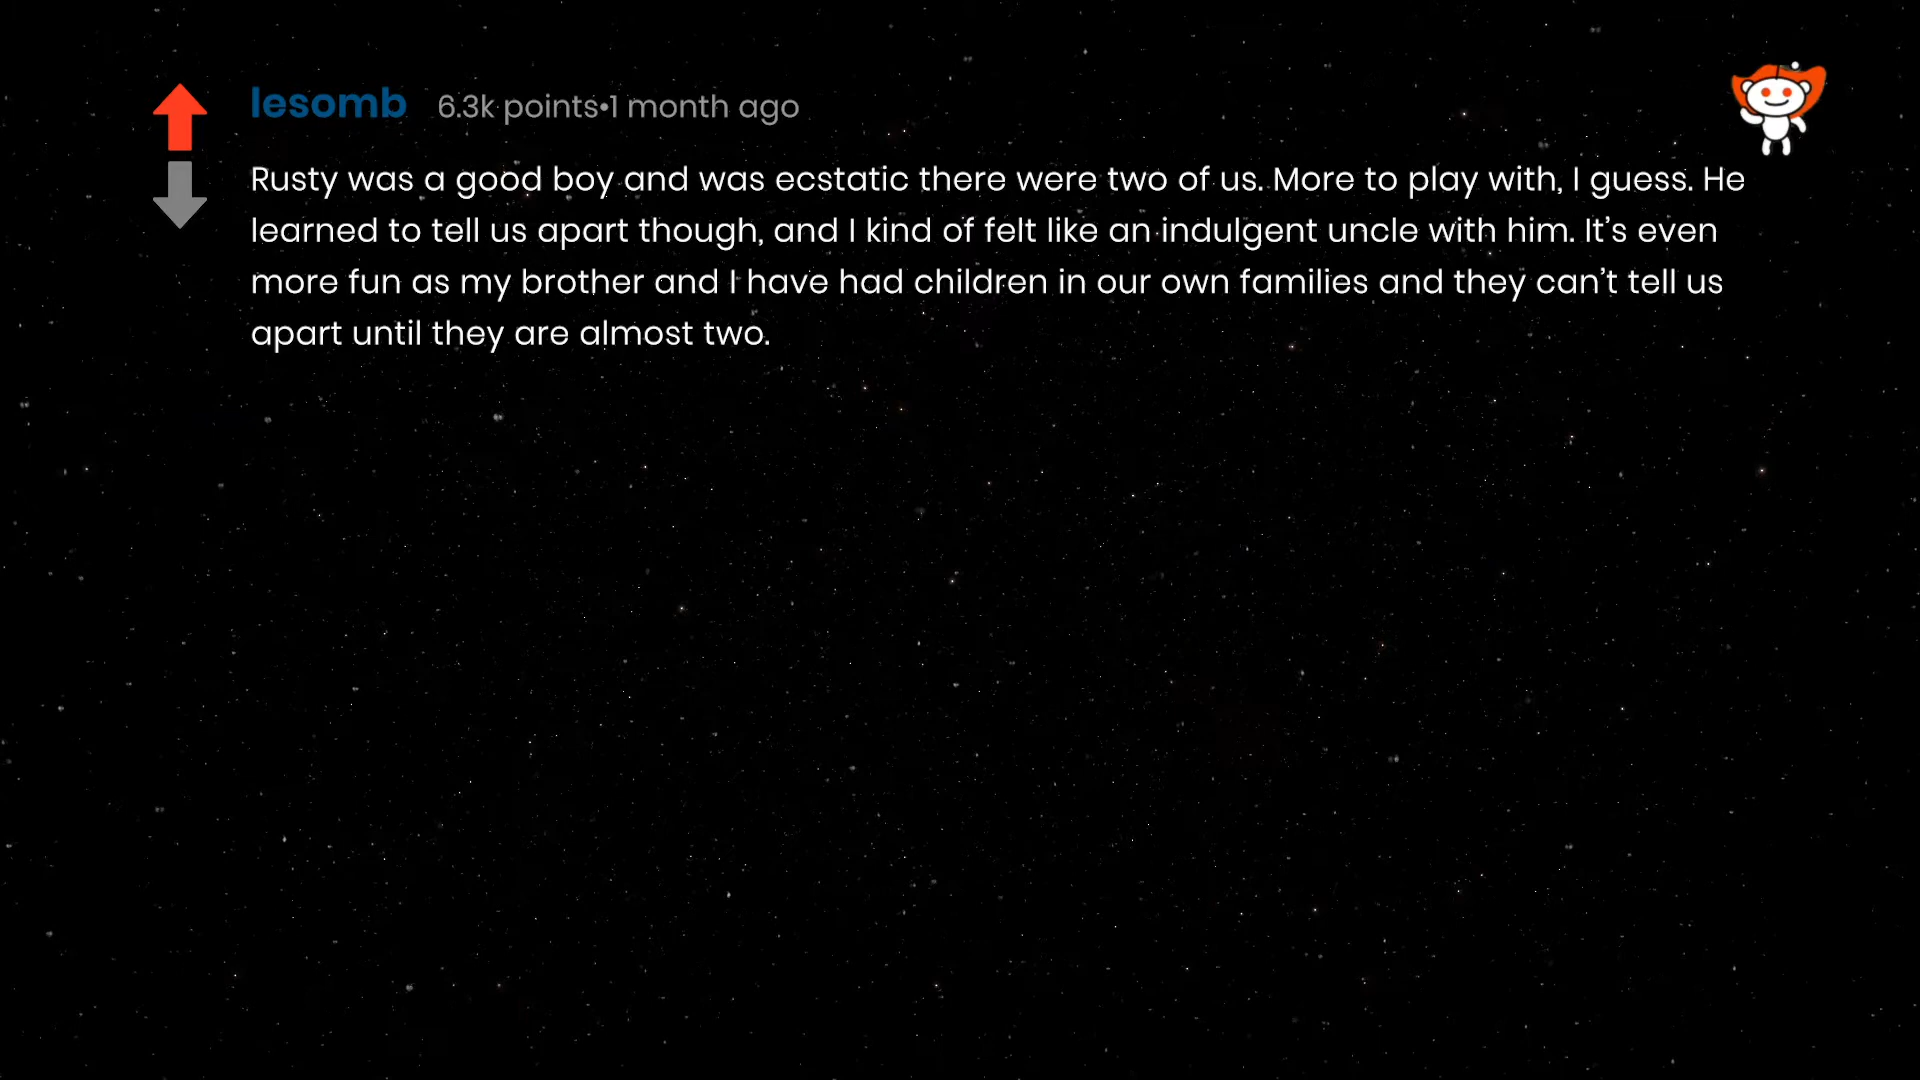 lesomb 6.3k points•1 month ago
Rusty was a good boy and was ecstatic there were two of us. More to play with, I guess. He
learned to tell us apart though, and I kind of felt like an indulgent uncle with him. It’s even
more fun as my brother and I have had children in our own families and they can’t tell us
apart until they are almost two.